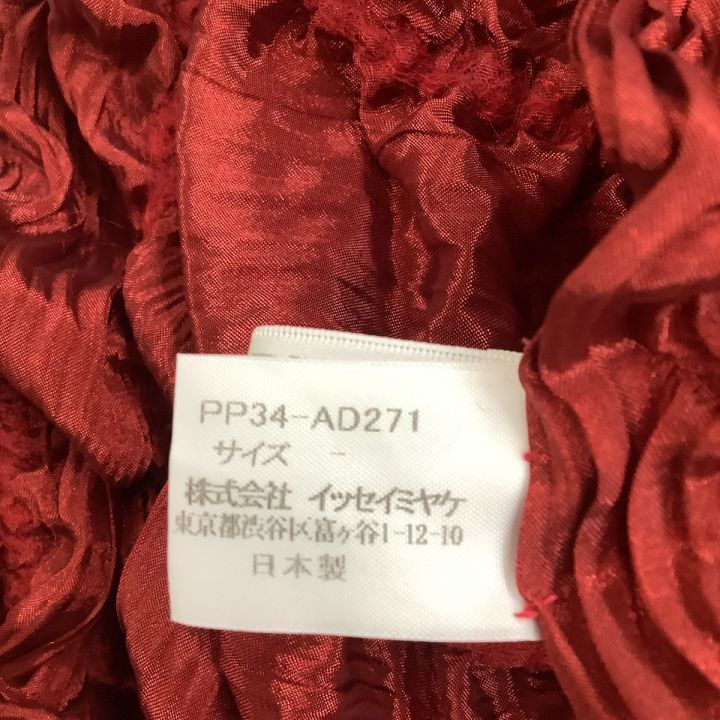 PP34-AD271
サイズ -
株式会社 イッセイミヤケ
東京都渋谷区富ヶ谷1-12-10
日本製